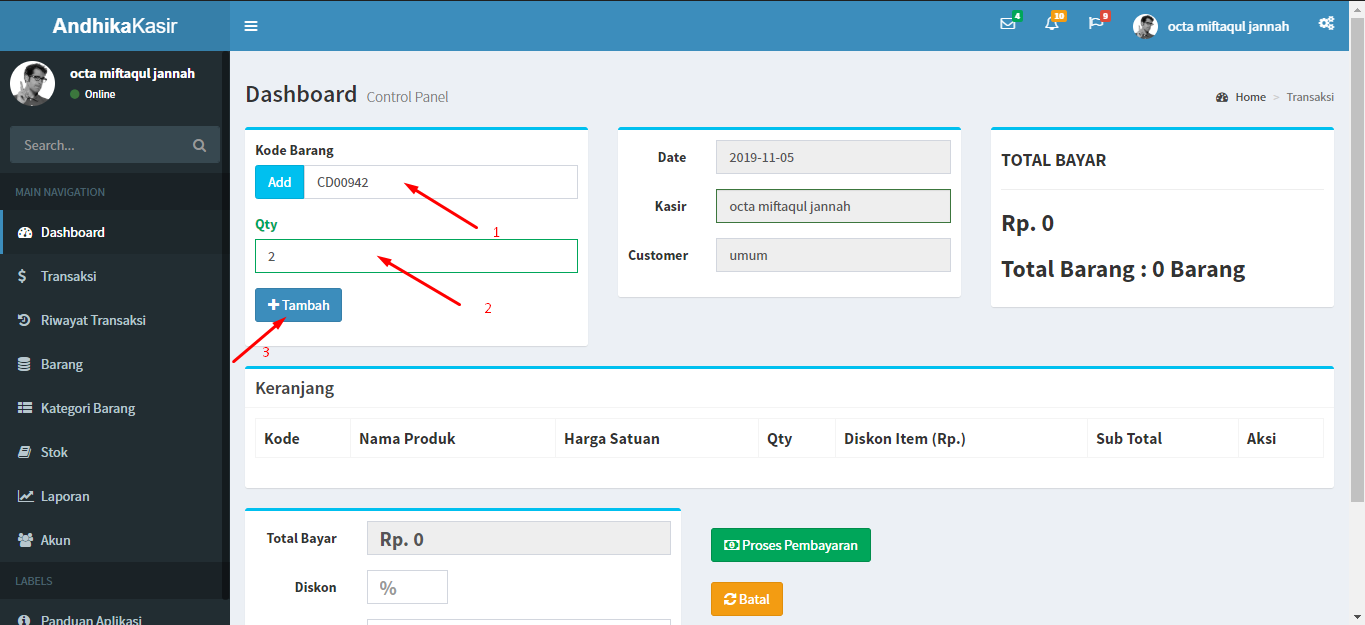 AndhikaKasir
4
10
9
octa miftaqul jannah
octa miftaqul jannah
Online
Search...
MAIN NAVIGATION
Dashboard
Transaksi
Riwayat Transaksi
Barang
Kategori Barang
Stok
Laporan
Akun
LABELS
Panduan Aplikasi
Dashboard Control Panel
Home > Transaksi
Kode Barang
Add CD00942
1
Qty
2
2
Tambah
3
Date 2019-11-05
Kasir octa miftaqul jannah
Customer umum
TOTAL BAYAR
Rp. 0
Total Barang : 0 Barang
Keranjang
Kode Nama Produk Harga Satuan Qty Diskon Item (Rp.) Sub Total Aksi
Total Bayar Rp. 0
Diskon %
Proses Pembayaran
Batal